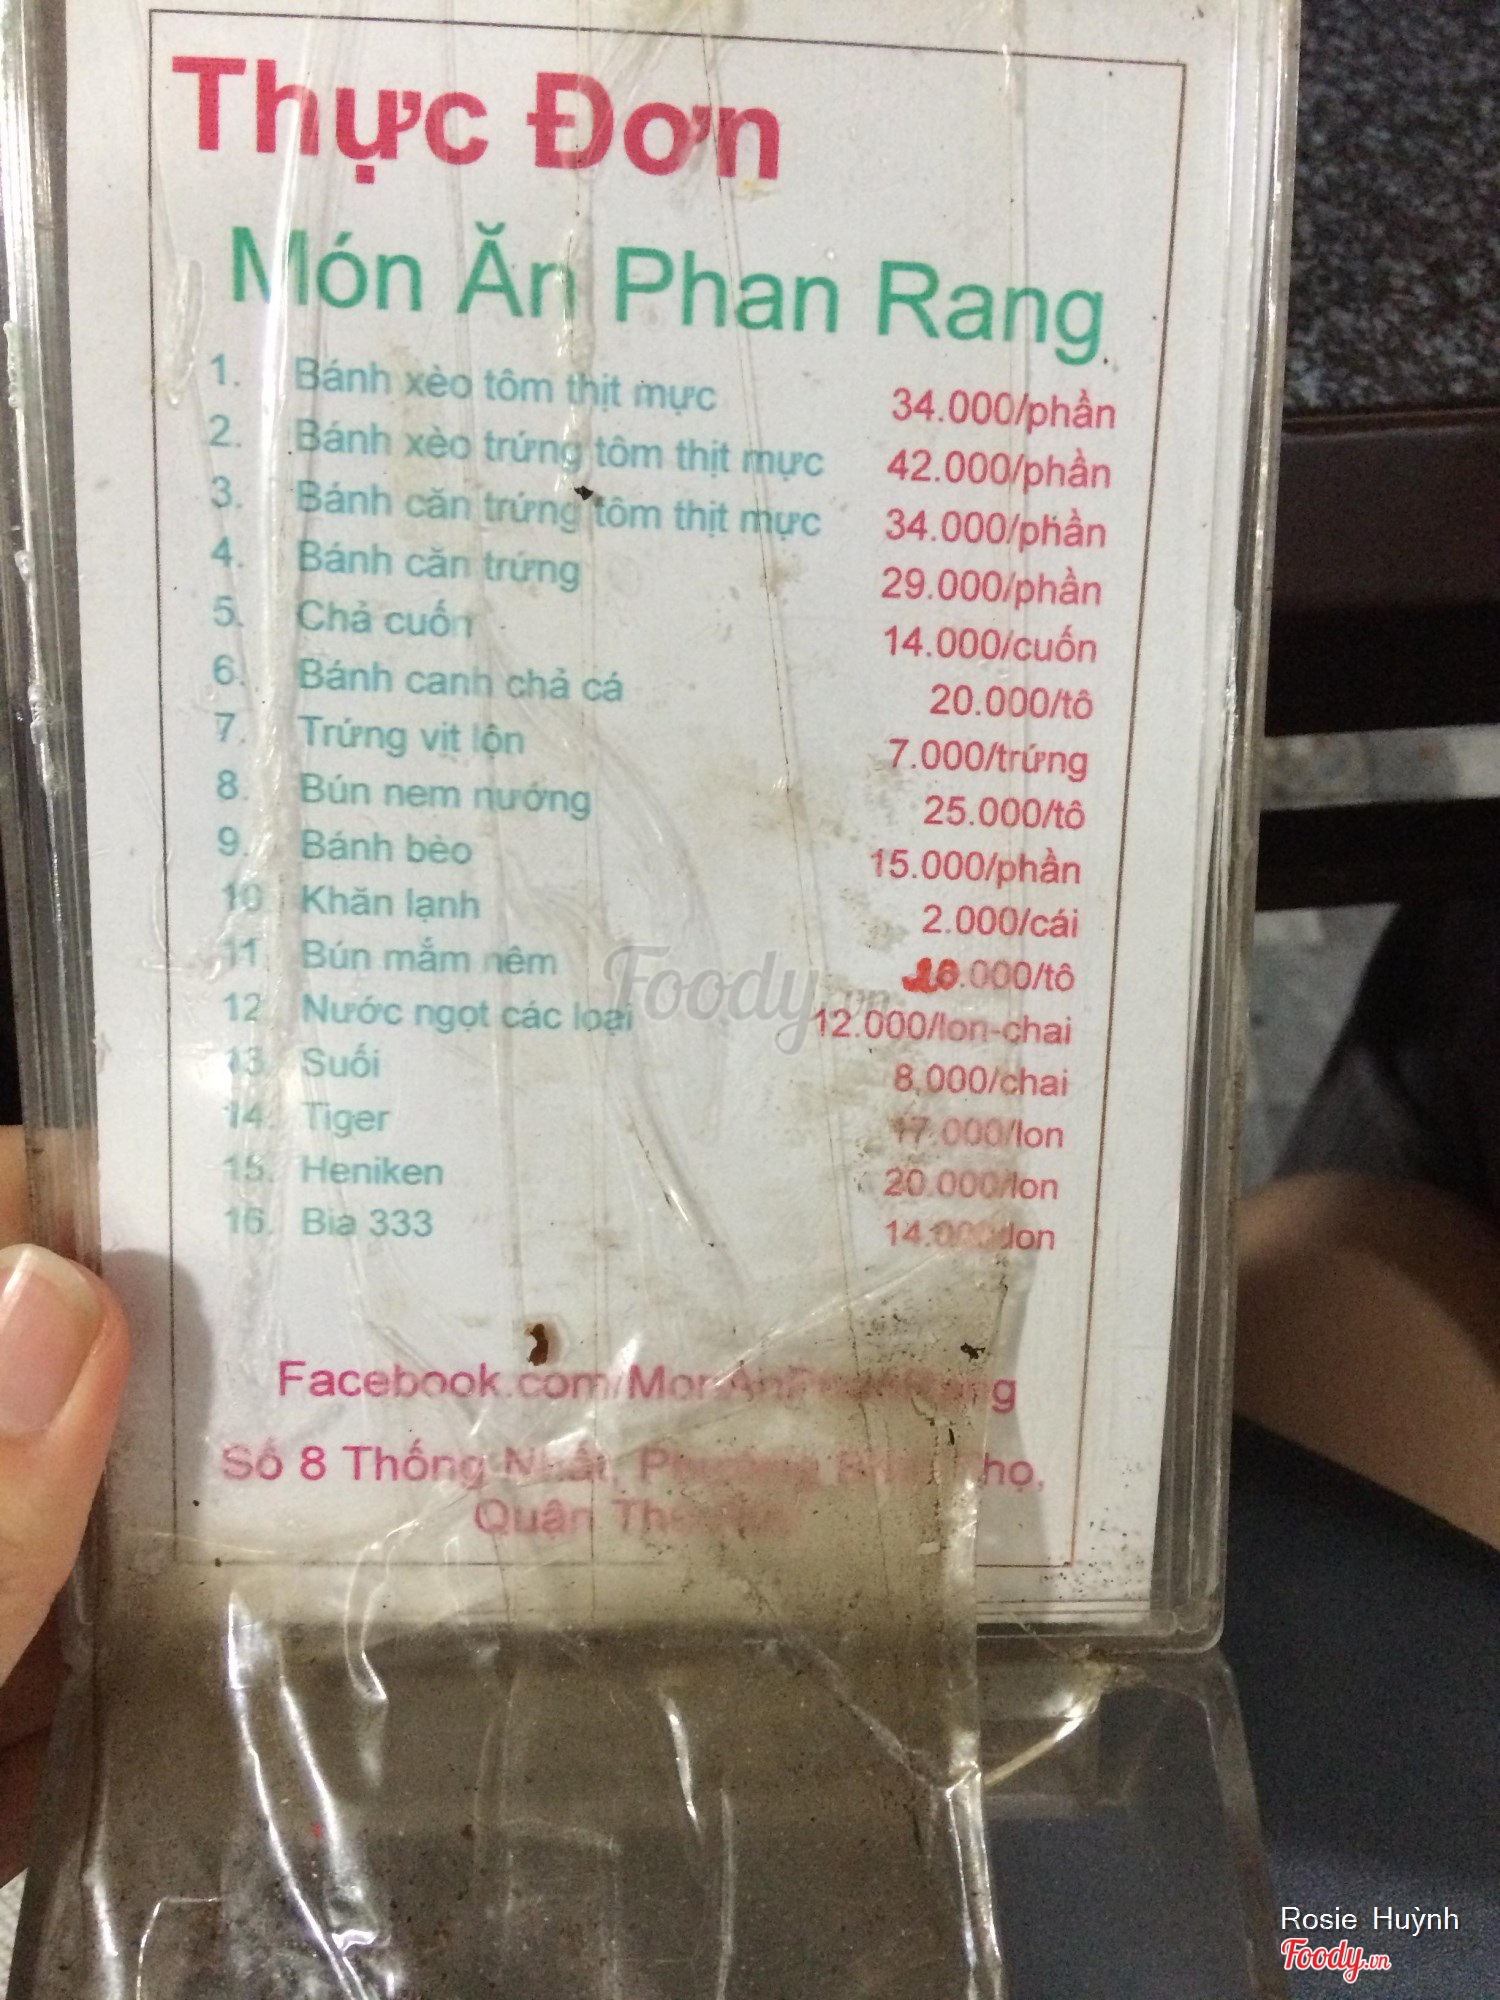 Thực Đơn
Món Ăn Phan Rang
1. Bánh xèo tôm thịt mực 34.000/phần
2. Bánh xèo trứng tôm thịt mực 42.000/phần
3. Bánh căn trứng tôm thịt mực 34.000/phần
4. Bánh căn trứng 29.000/phần
5. Chả cuốn 14.000/cuốn
6. Bánh canh chả cá 20.000/tô
7. Trứng vit lộn 7.000/trứng
8. Bún nem nướng 25.000/tô
9. Bánh bèo 15.000/phần
10 Khăn lạnh 2.000/cái
11. Bún mắm nêm 20.000/tô
12 Nước ngọt các loại 12.000/lon-chai
13. Suối 8.000/chai
14. Tiger 17.000/lon
15. Heniken 20.000/lon
16. Bia 333 14.000/lon
Facebook.com/MonAnPhanRang
Số 8 Thống Nhất,
Quận
Foody.vn
Rosie Huỳnh
Foody.vn